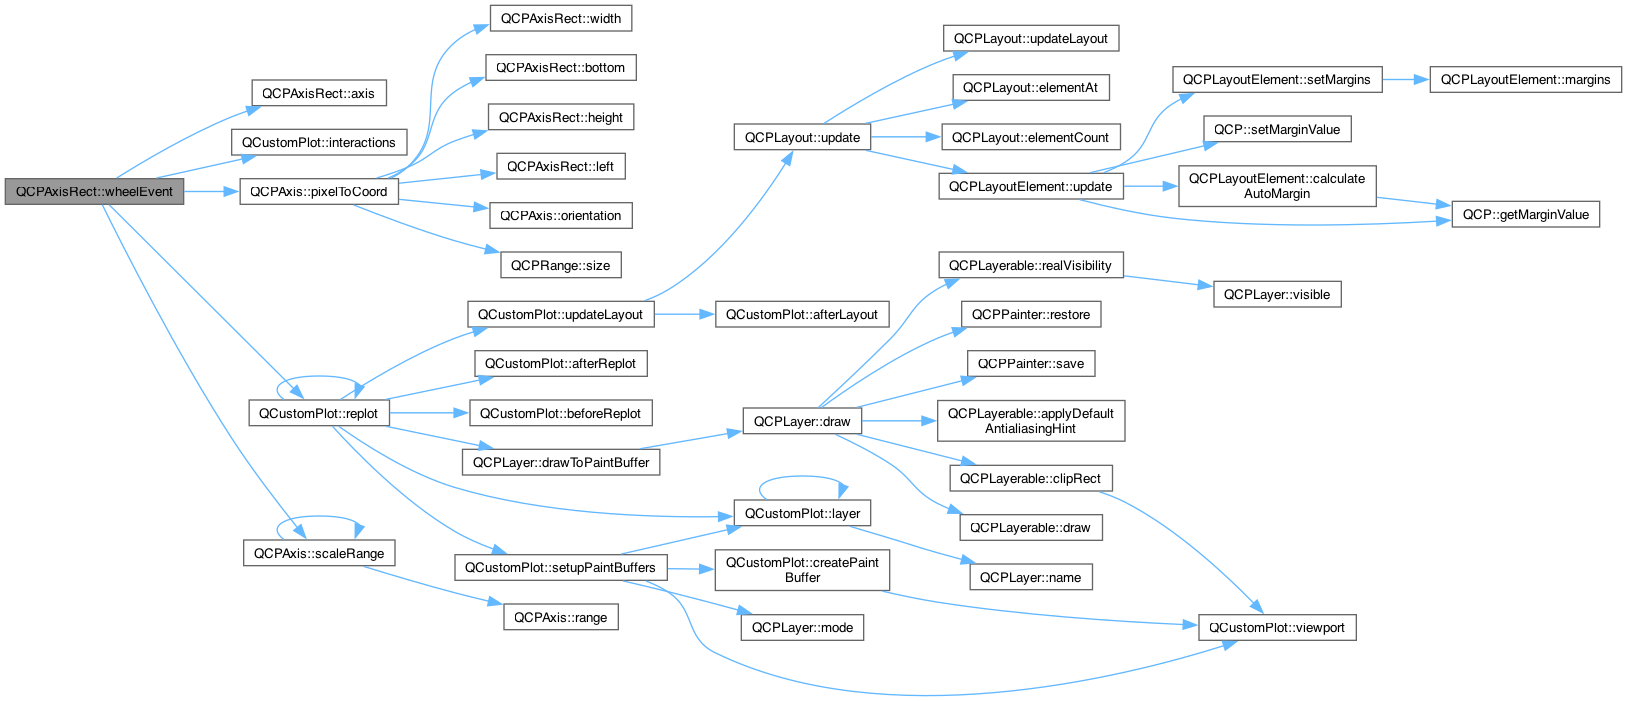 QCPAxisRect::wheelEvent
QCPAxisRect::axis
QCustomPlot::interactions
QCPAxis::pixelToCoord
QCustomPlot::replot
QCPAxis::scaleRange
QCPAxisRect::width
QCPAxisRect::bottom
QCPAxisRect::height
QCPAxisRect::left
QCPAxis::orientation
QCPRange::size
QCustomPlot::updateLayout
QCustomPlot::afterReplot
QCustomPlot::beforeReplot
QCPLayer::drawToPaintBuffer
QCustomPlot::setupPaintBuffers
QCPAxis::range
QCPLayout::update
QCustomPlot::afterLayout
QCPLayer::draw
QCustomPlot::layer
QCustomPlot::createPaint
Buffer
QCPLayer::mode
QCPLayout::updateLayout
QCPLayout::elementAt
QCPLayout::elementCount
QCPLayoutElement::update
QCPLayerable::realVisibility
QCPPainter::restore
QCPPainter::save
QCPLayerable::applyDefault
AntialiasingHint
QCPLayerable::clipRect
QCPLayerable::draw
QCPLayer::name
QCPLayoutElement::setMargins
QCP::setMarginValue
QCPLayoutElement::calculate
AutoMargin
QCPLayer::visible
QCustomPlot::viewport
QCPLayoutElement::margins
QCP::getMarginValue